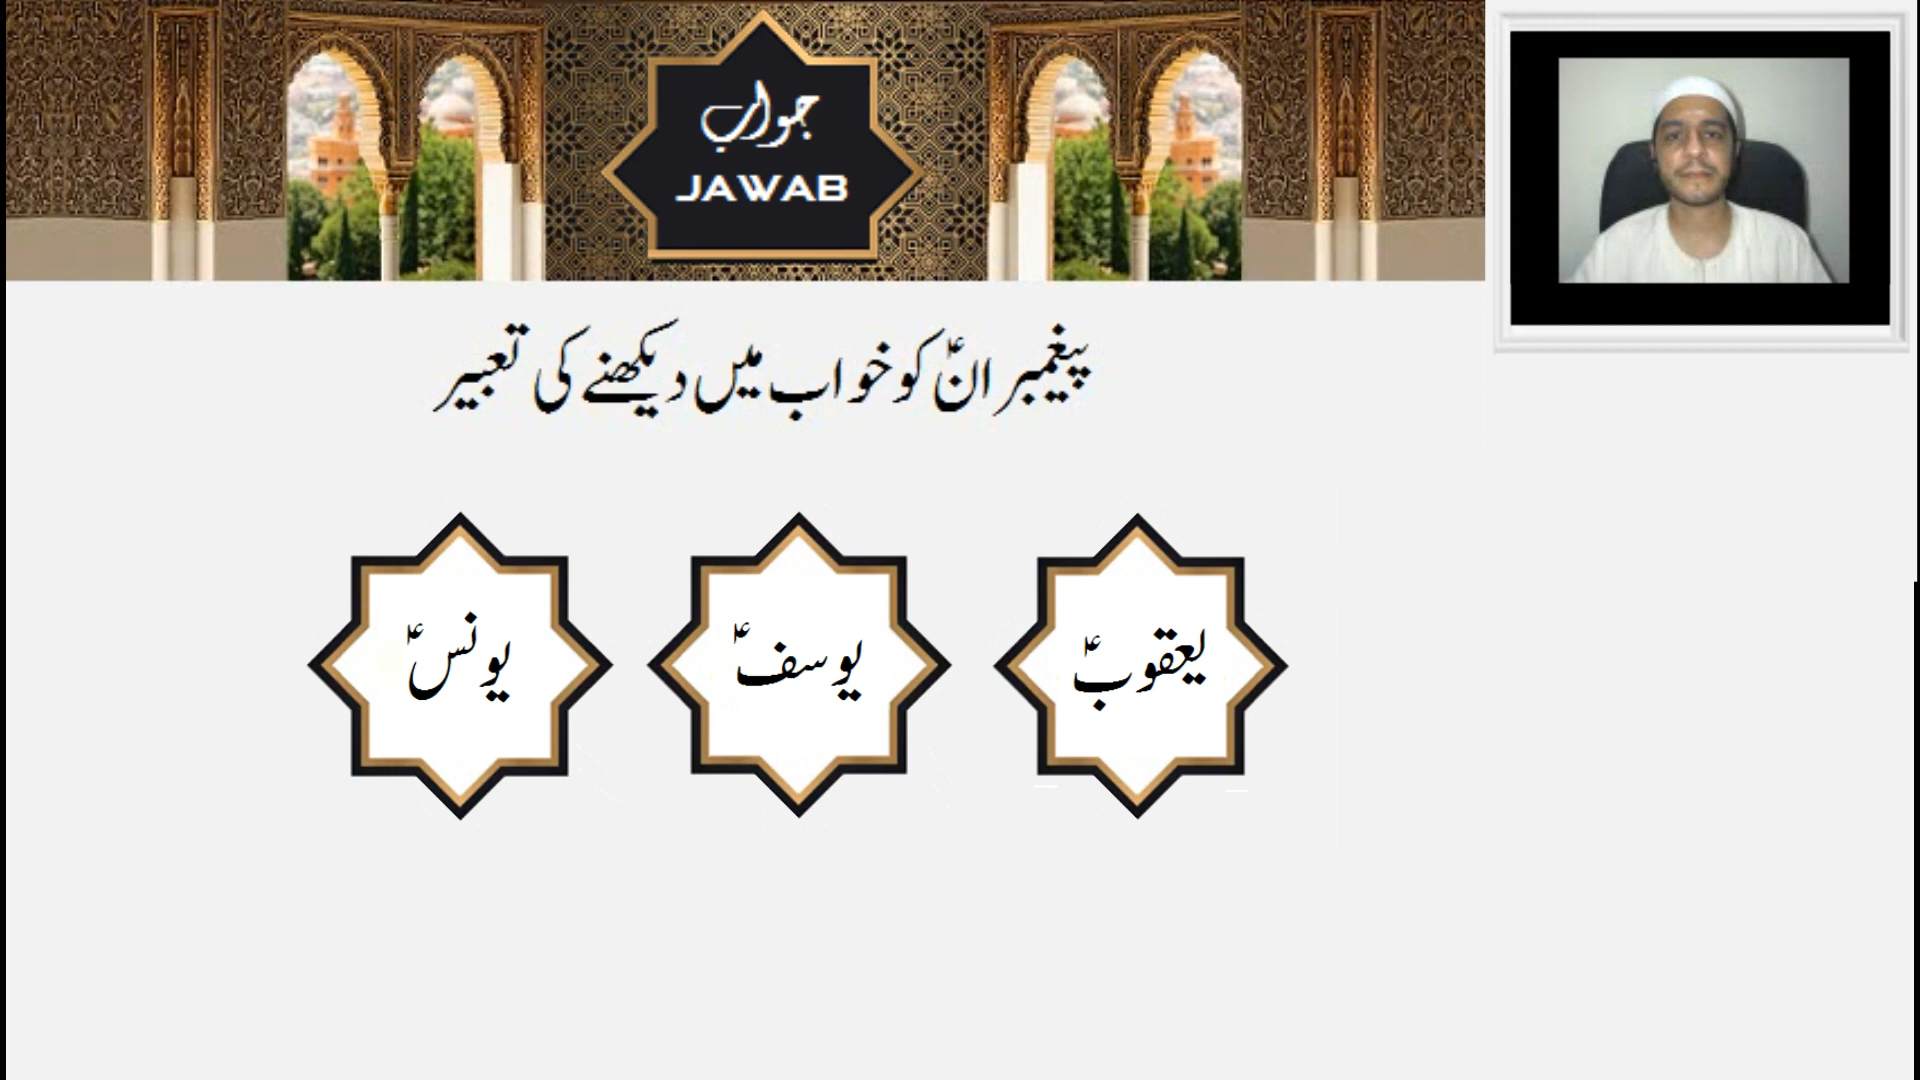 جواب
JAWAB
پیغمبرانؑ کو خواب میں دیکھنے کی تعبیر
یعقوبؑ
یوسفؑ
یونسؑ